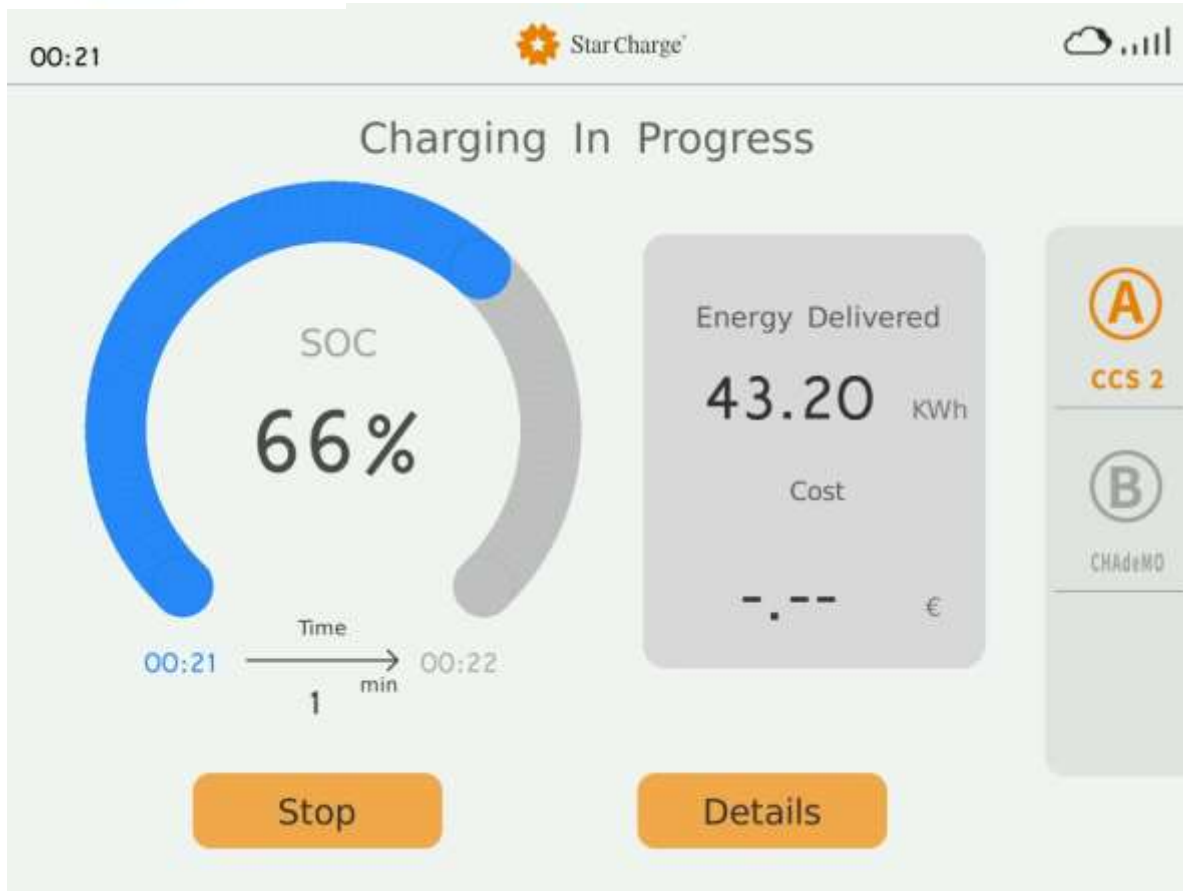 00:21
StarCharge
Charging In Progress
SOC
66%
Time
00:21
00:22
min
1
Energy Delivered
43.20 KWh
Cost
-.-- €
A
CCS 2
B
CHAdeMO
Stop
Details